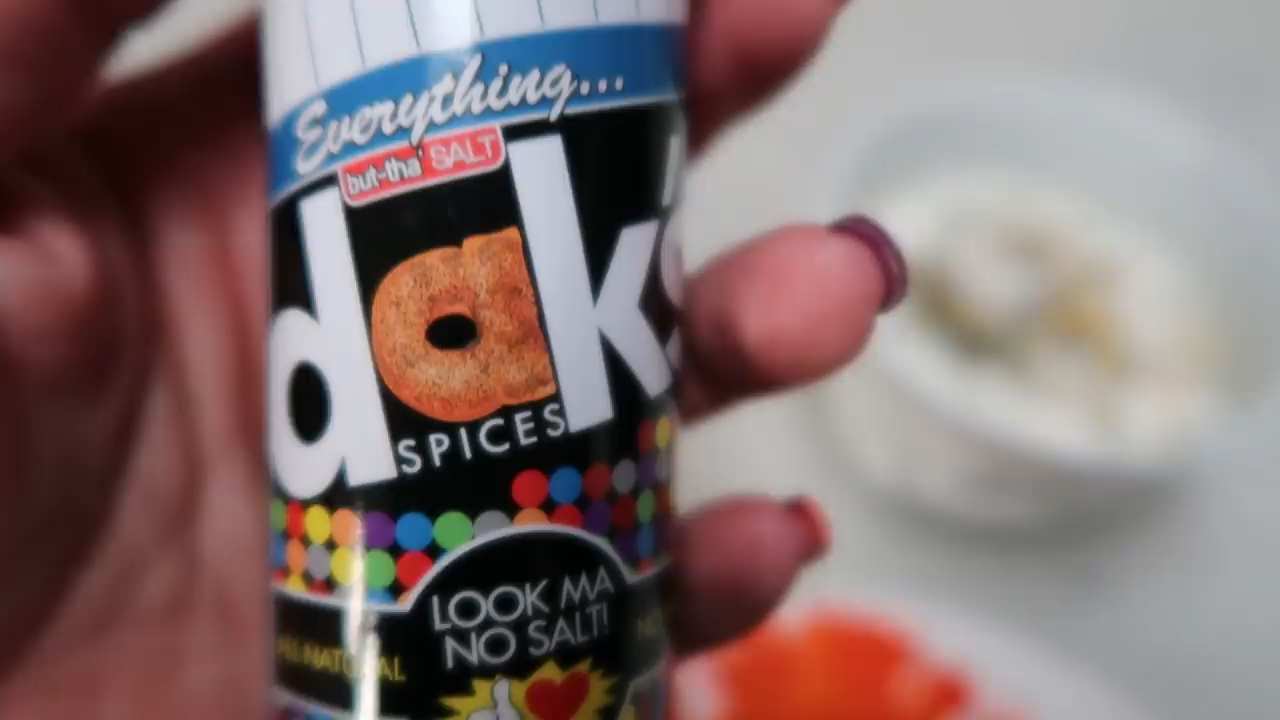 Everything...
but-tha' SALT
dak
SPICES
LOOK MA
NO SALT!